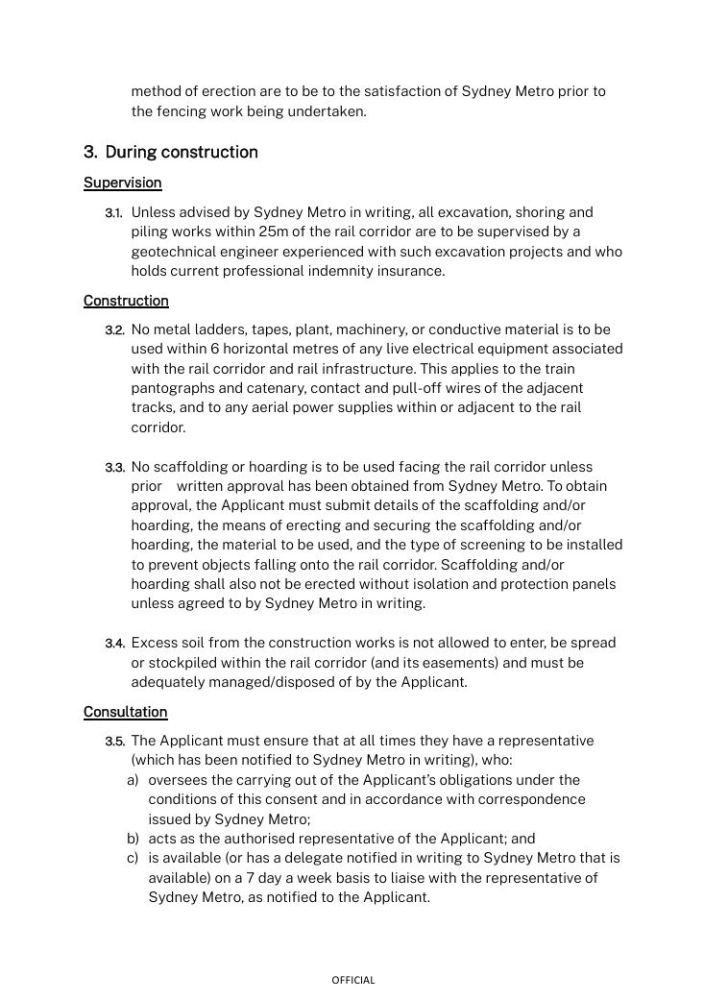 method of erection are to be to the satisfaction of Sydney Metro prior to
the fencing work being undertaken.
3. During construction
Supervision
3.1. Unless advised by Sydney Metro in writing, all excavation, shoring and
piling works within 25m of the rail corridor are to be supervised by a
geotechnical engineer experienced with such excavation projects and who
holds current professional indemnity insurance.
Construction
3.2. No metal ladders, tapes, plant, machinery, or conductive material is to be
used within 6 horizontal metres of any live electrical equipment associated
with the rail corridor and rail infrastructure. This applies to the train
pantographs and catenary, contact and pull-off wires of the adjacent
tracks, and to any aerial power supplies within or adjacent to the rail
corridor.
3.3. No scaffolding or hoarding is to be used facing the rail corridor unless
prior written approval has been obtained from Sydney Metro. To obtain
approval, the Applicant must submit details of the scaffolding and/or
hoarding, the means of erecting and securing the scaffolding and/or
hoarding, the material to be used, and the type of screening to be installed
to prevent objects falling onto the rail corridor. Scaffolding and/or
hoarding shall also not be erected without isolation and protection panels
unless agreed to by Sydney Metro in writing.
3.4. Excess soil from the construction works is not allowed to enter, be spread
or stockpiled within the rail corridor (and its easements) and must be
adequately managed/disposed of by the Applicant.
Consultation
3.5. The Applicant must ensure that at all times they have a representative
(which has been notified to Sydney Metro in writing), who:
a) oversees the carrying out of the Applicant's obligations under the
conditions of this consent and in accordance with correspondence
issued by Sydney Metro;
b) acts as the authorised representative of the Applicant; and
c) is available (or has a delegate notified in writing to Sydney Metro that is
available) on a 7 day a week basis to liaise with the representative of
Sydney Metro, as notified to the Applicant.
OFFICIAL